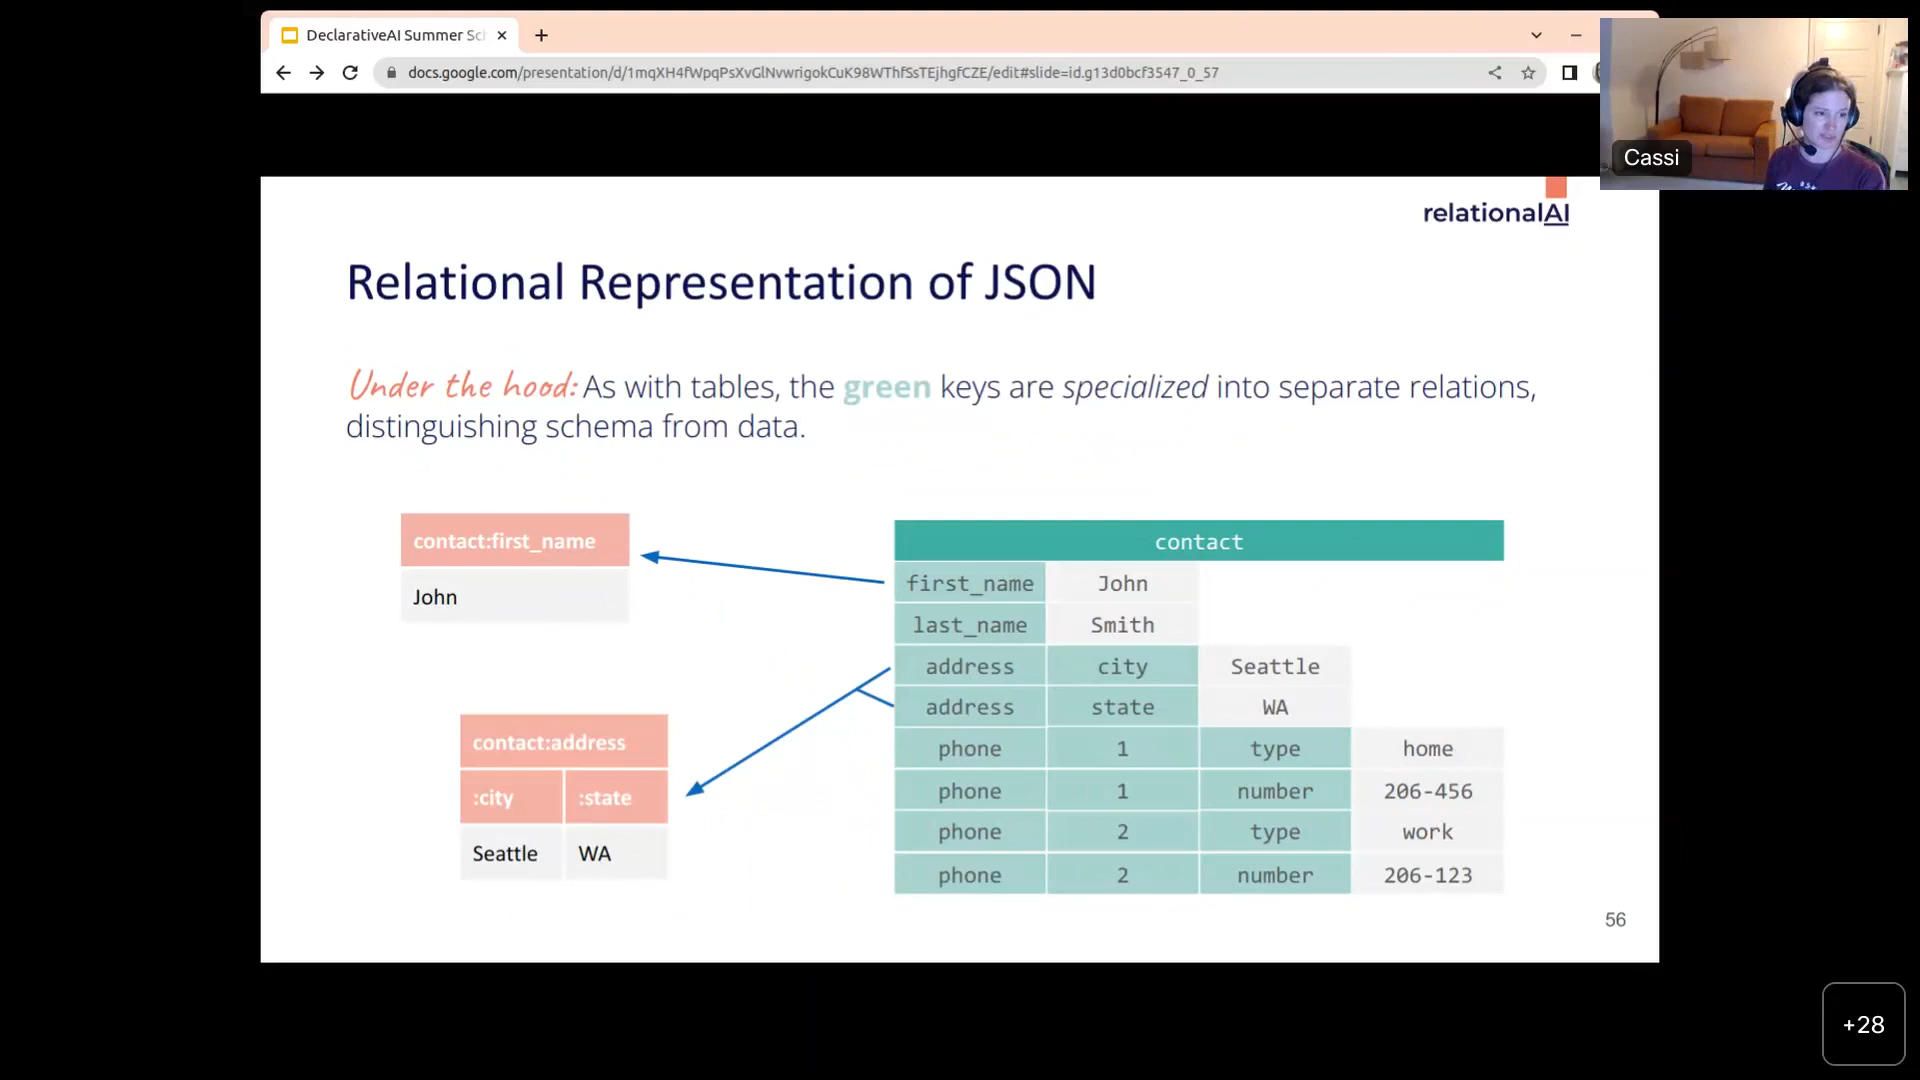 DeclarativeAI Summer Sc
docs.google.com/presentation/d/1mqXH4fWpqPsXvGlNvwrigokCuK98WThfSsTEjhgfCZE/edit#slide=id.g13d0bcf3547_0_57
Cassi
relationalAI
Relational Representation of JSON
Under the hood: As with tables, the green keys are specialized into separate relations,
distinguishing schema from data.
contact:first_name
John
contact:address
:city :state
Seattle WA
contact
first_name John
last_name Smith
address city Seattle
address state WA
phone 1 type home
phone 1 number 206-456
phone 2 type work
phone 2 number 206-123
56
+28